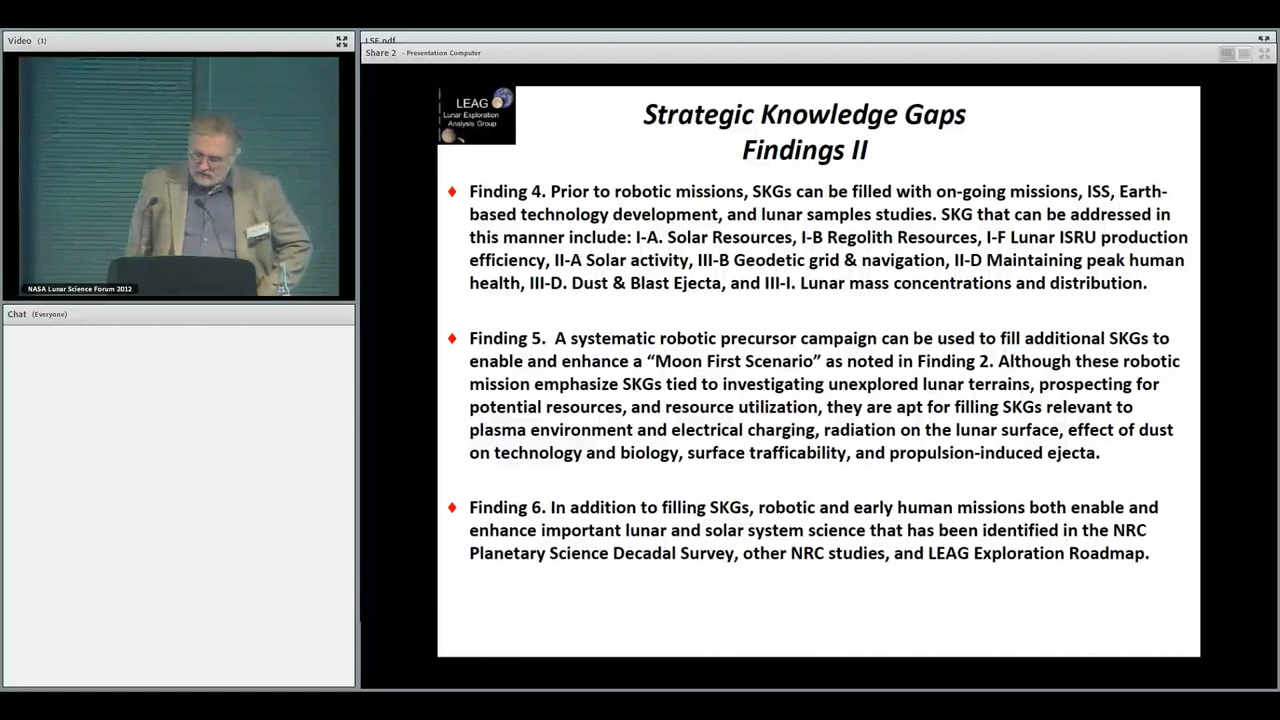 Video (1)
NASA Lunar Science Forum 2012
Chat (Everyone)
LSF.pdf
Share 2 - Presentation Computer
LEAG
Lunar Exploration
Analysis Group
Strategic Knowledge Gaps
Findings II
Finding 4. Prior to robotic missions, SKGs can be filled with on-going missions, ISS, Earth-
based technology development, and lunar samples studies. SKG that can be addressed in
this manner include: I-A. Solar Resources, I-B Regolith Resources, I-F Lunar ISRU production
efficiency, II-A Solar activity, III-B Geodetic grid & navigation, II-D Maintaining peak human
health, III-D. Dust & Blast Ejecta, and III-I. Lunar mass concentrations and distribution.
Finding 5. A systematic robotic precursor campaign can be used to fill additional SKGs to
enable and enhance a “Moon First Scenario” as noted in Finding 2. Although these robotic
mission emphasize SKGs tied to investigating unexplored lunar terrains, prospecting for
potential resources, and resource utilization, they are apt for filling SKGs relevant to
plasma environment and electrical charging, radiation on the lunar surface, effect of dust
on technology and biology, surface trafficability, and propulsion-induced ejecta.
Finding 6. In addition to filling SKGs, robotic and early human missions both enable and
enhance important lunar and solar system science that has been identified in the NRC
Planetary Science Decadal Survey, other NRC studies, and LEAG Exploration Roadmap.